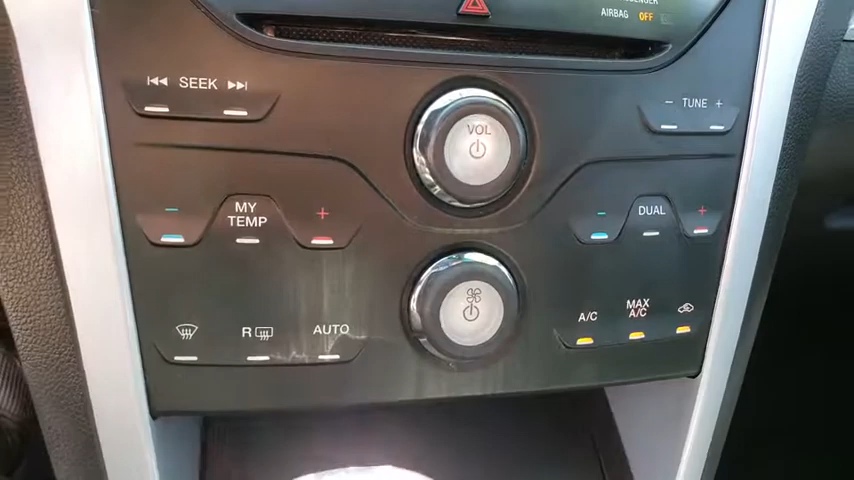 AIRBAG OFF
SEEK
VOL
- TUNE +
- MY
TEMP +
- DUAL +
R
AUTO
A/C
MAX
A/C